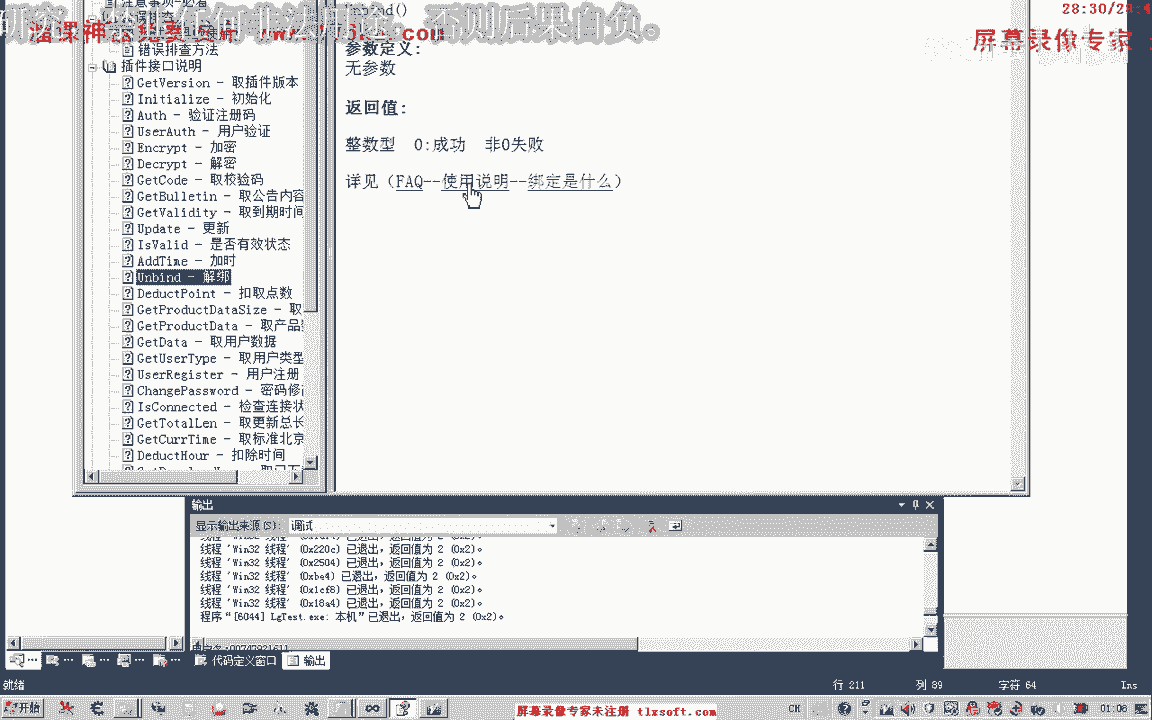 注意事项-必看
nbind()
28:30/28:4
研究，禁止任何非法用途。否则后果自负。
屏幕录像专家
错误排查方法
参数定义：
插件接口说明
无参数
GetVersion - 取插件版本
Initialize - 初始化
Auth - 验证注册码
返回值：
UserAuth - 用户验证
Encrypt - 加密
整数型 0:成功 非0失败
Decrypt - 解密
GetCode - 取校验码
详见（FAQ--使用说明--绑定是什么）
GetBulletin - 取公告内容
GetValidity - 取到期时间
Update - 更新
IsValid - 是否有效状态
AddTime - 加时
Unbind - 解绑
DeductPoint - 扣取点数
GetProductDataSize - 取
GetProductData - 取产品
GetData - 取用户数据
GetUserType - 取用户类型
UserRegister - 用户注册
ChangePassword - 密码修
IsConnected - 检查连接状
GetTotalLen - 取更新总长
GetCurrTime - 取标准北京
DeductHour - 扣除时间
输出
显示输出来源(S): 调试
线程 'Win32 线程' (0x220c) 已退出，返回值为 2 (0x2)。
线程 'Win32 线程' (0x2504) 已退出，返回值为 2 (0x2)。
线程 'Win32 线程' (0xbe4) 已退出，返回值为 2 (0x2)。
线程 'Win32 线程' (0x1ef8) 已退出，返回值为 2 (0x2)。
线程 'Win32 线程' (0x18a4) 已退出，返回值为 2 (0x2)。
程序“[6044] LgTest.exe: 本机”已退出，返回值为 2 (0x2)。
代码定义窗口 输出
就绪 行 211 列 89 字符 64 Ins
开始 屏幕录像专家未注册 tlxsoft.com CH 01:06